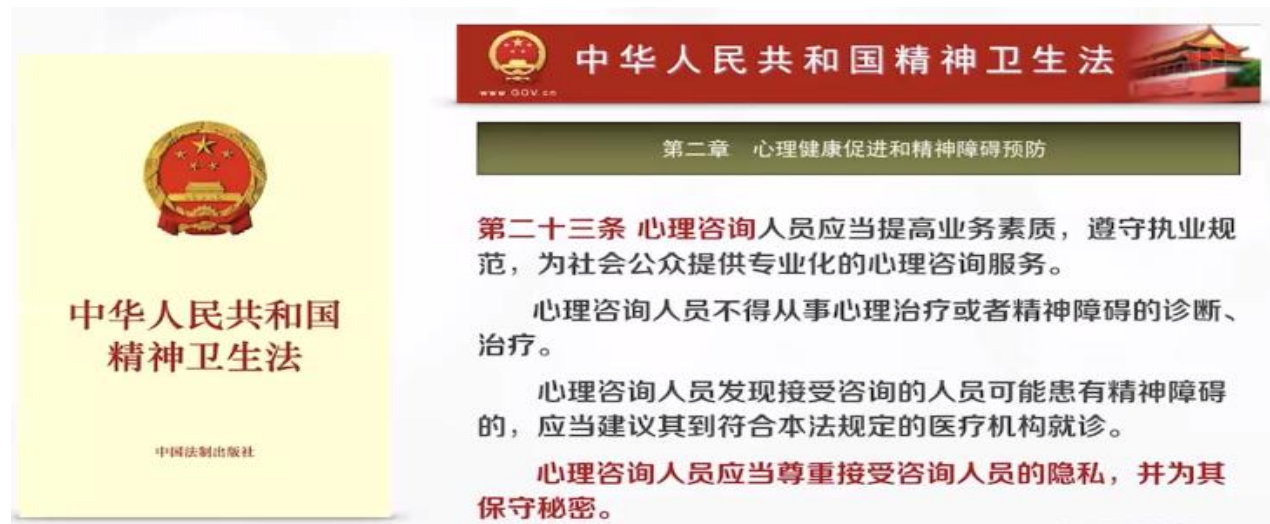 中华人民共和国
精神卫生法
中国法制出版社
www.GOV.cn
中华人民共和国精神卫生法
第二章 心理健康促进和精神障碍预防
第二十三条 心理咨询人员应当提高业务素质，遵守执业规
范，为社会公众提供专业化的心理咨询服务。
心理咨询人员不得从事心理治疗或者精神障碍的诊断、
治疗。
心理咨询人员发现接受咨询的人员可能患有精神障碍
的，应当建议其到符合本法规定的医疗机构就诊。
心理咨询人员应当尊重接受咨询人员的隐私，并为其
保守秘密。